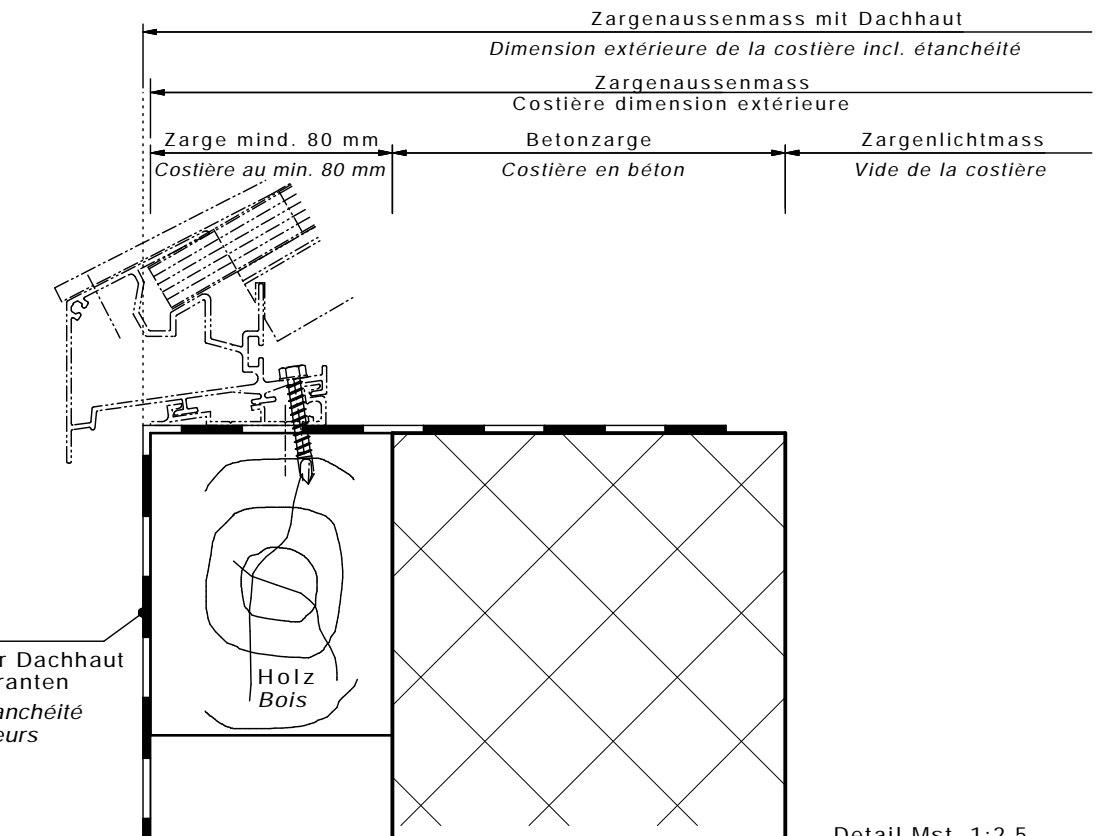 Zargenaussenmass mit Dachhaut
Dimension extérieure de la costière incl. étanchéité
Zargenaussenmass
Costière dimension extérieure
Zarge mind. 80 mm
Betonzarge
Zargenlichtmass
Costière au min. 80 mm
Costière en béton
Vide de la costière
Dachhaut
Holz
Bois
Detail Mst. 1:2.5